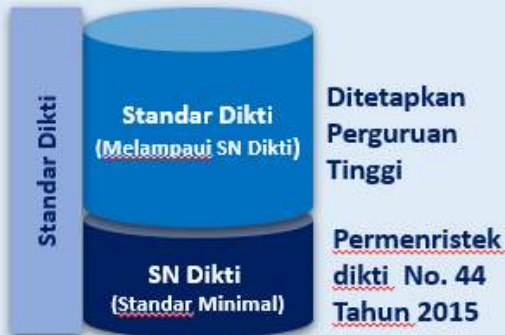 Standar Dikti
Standar Dikti
(Melampaui SN Dikti)
Ditetapkan
Perguruan
Tinggi
SN Dikti
(Standar Minimal)
Permenristek
dikti No. 44
Tahun 2015